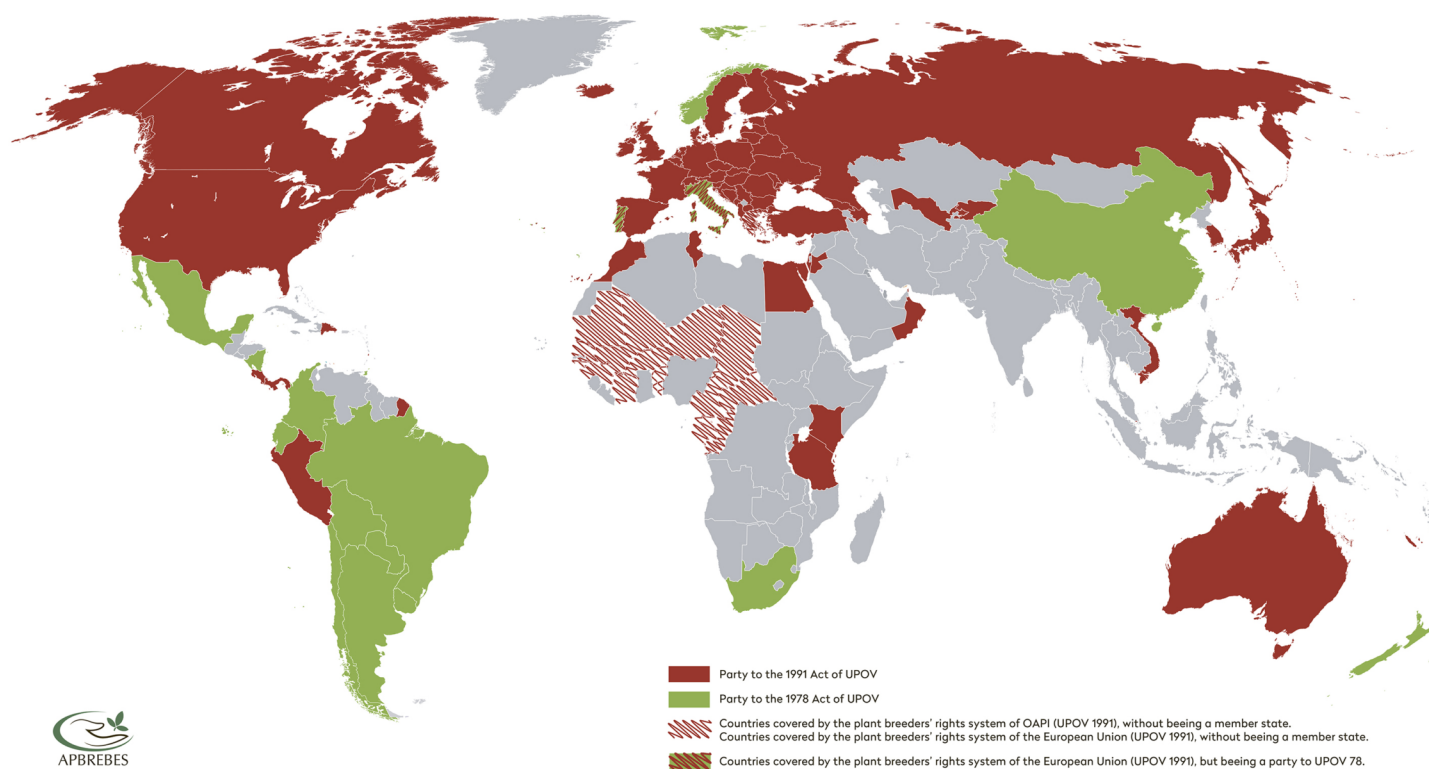 Party to the 1991 Act of UPOV
Party to the 1978 Act of UPOV
Countries covered by the plant breeders' rights system of OAPI (UPOV 1991), without beeing a member state.
Countries covered by the plant breeders' rights system of the European Union (UPOV 1991), without beeing a member state.
Countries covered by the plant breeders' rights system of the European Union (UPOV 1991), but beeing a party to UPOV 78.
APBREBES